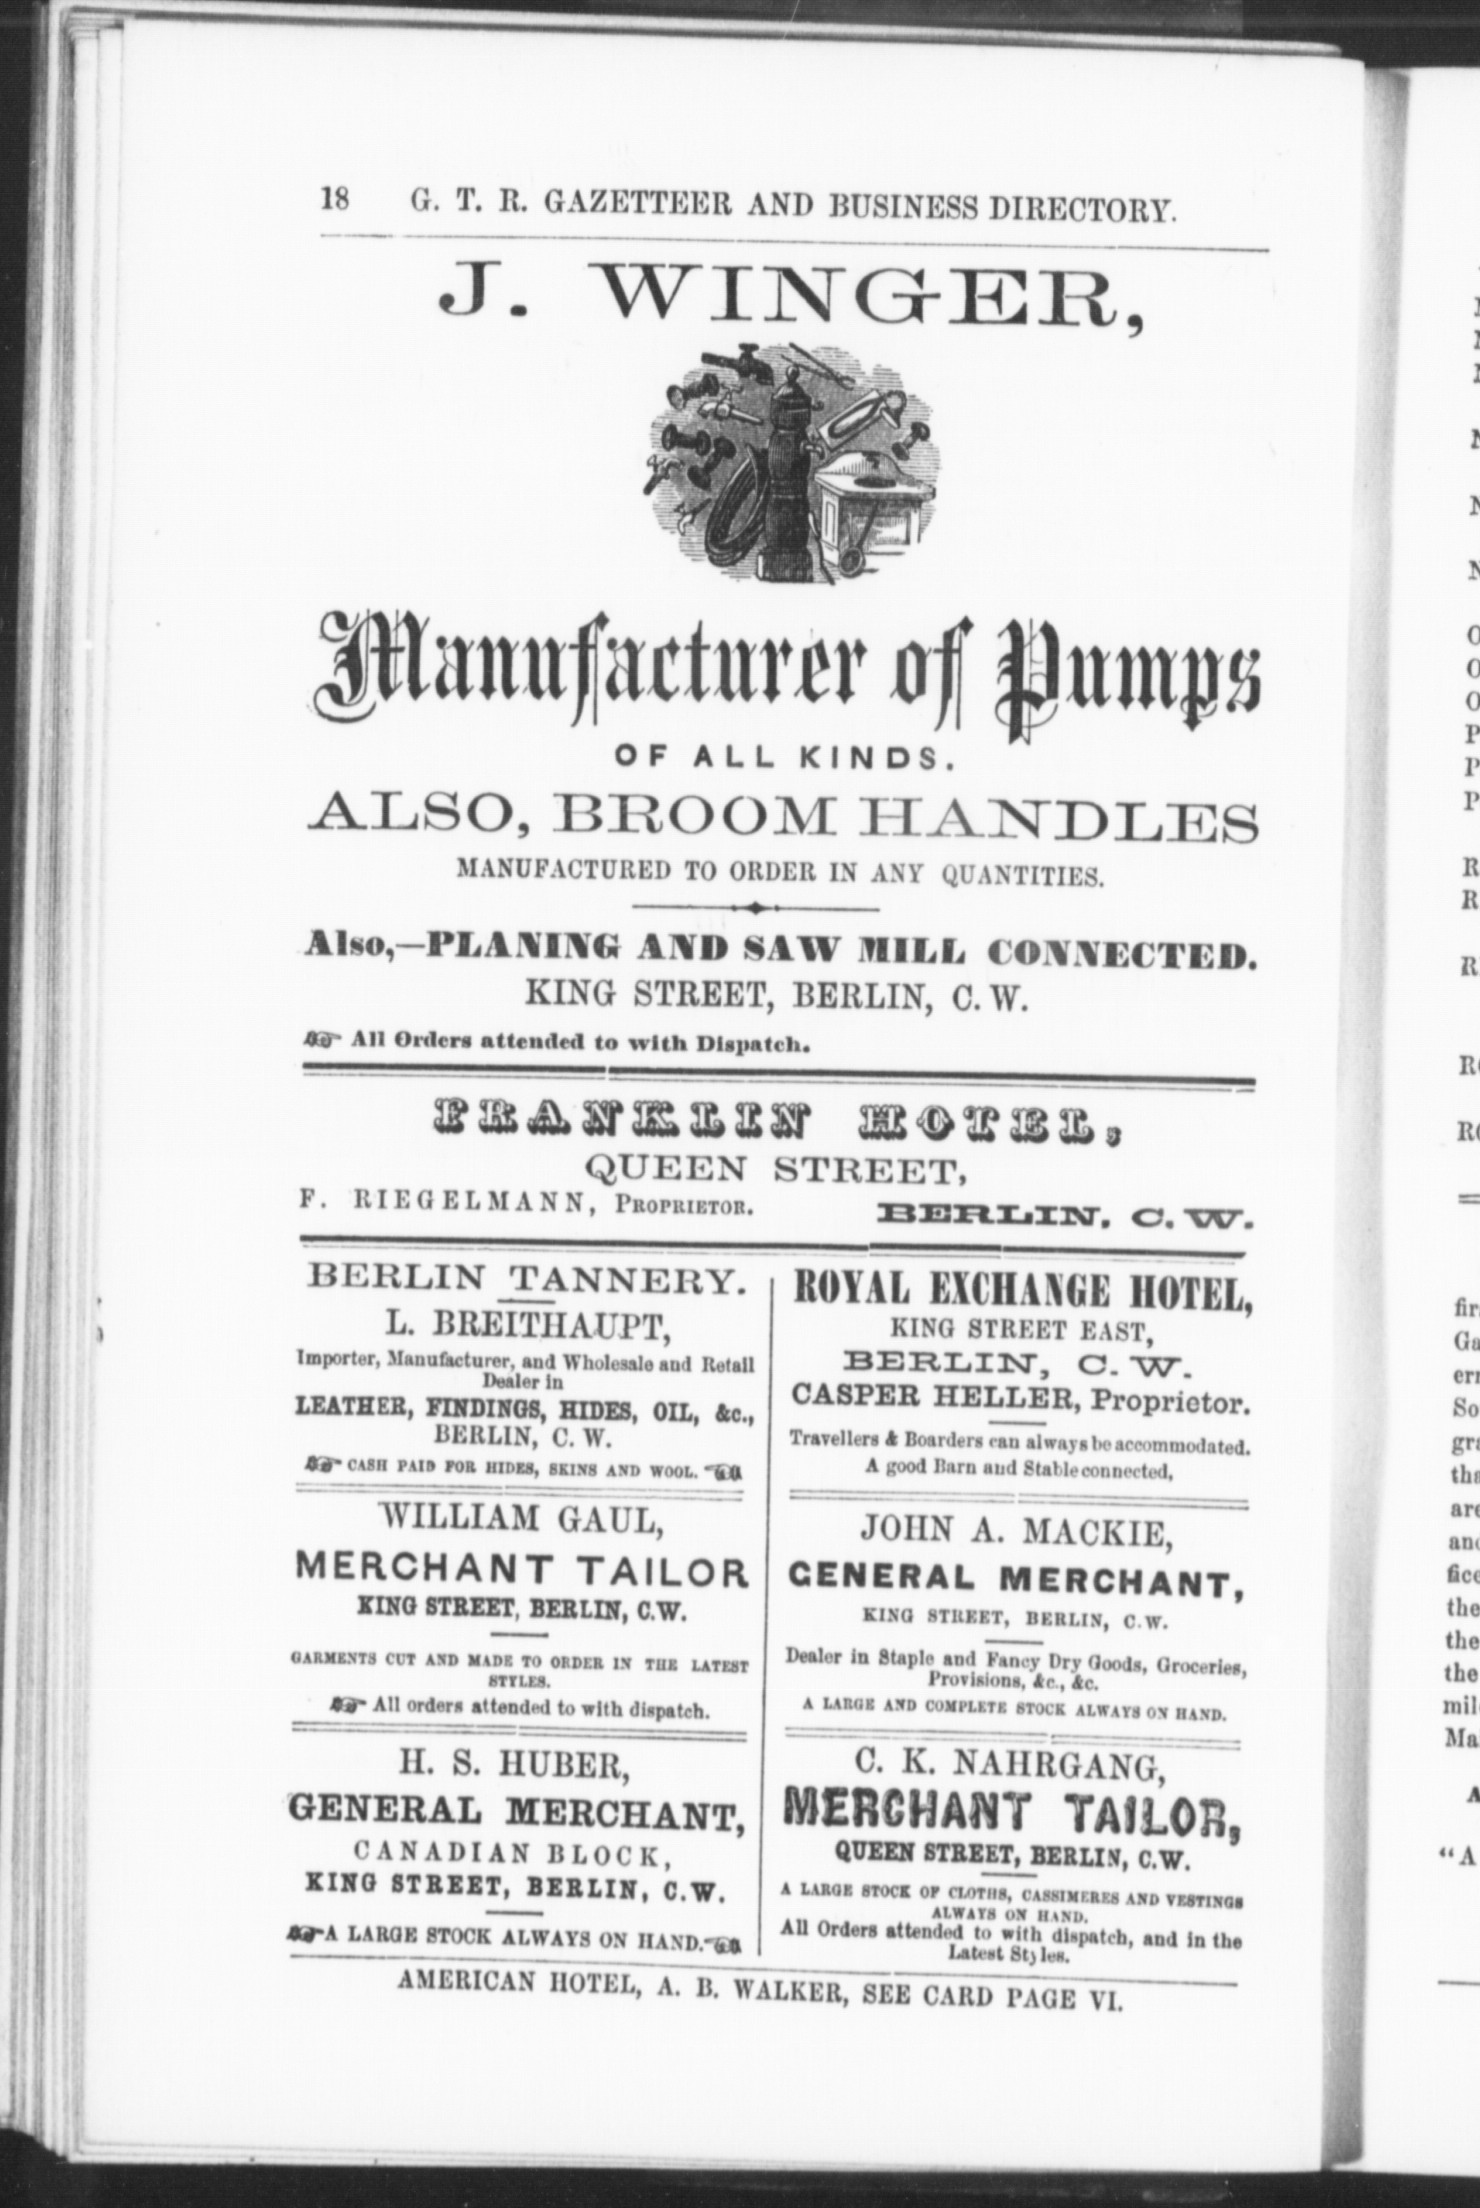 18 G. T. R. GAZETTEER AND BUSINESS DIRECTORY.
J. WINGER,
Manufacturer of Pumps
OF ALL KINDS.
ALSO, BROOM HANDLES
MANUFACTURED TO ORDER IN ANY QUANTITIES.
Also,—PLANING AND SAW MILL CONNECTED.
KING STREET, BERLIN, C. W.
☞ All Orders attended to with Dispatch.
FRANKLIN HOTEL,
QUEEN STREET,
F. RIEGELMANN, PROPRIETOR. BERLIN. C. W.
BERLIN TANNERY.
L. BREITHAUPT,
Importer, Manufacturer, and Wholesale and Retail
Dealer in
LEATHER, FINDINGS, HIDES, OIL, &c.,
BERLIN, C. W.
☞ CASH PAID FOR HIDES, SKINS AND WOOL. ☜
WILLIAM GAUL,
MERCHANT TAILOR
KING STREET, BERLIN, C.W.
GARMENTS CUT AND MADE TO ORDER IN THE LATEST
STYLES.
☞ All orders attended to with dispatch.
H. S. HUBER,
GENERAL MERCHANT,
CANADIAN BLOCK,
KING STREET, BERLIN, C.W.
☞A LARGE STOCK ALWAYS ON HAND.☜
ROYAL EXCHANGE HOTEL,
KING STREET EAST,
BERLIN, C. W.
CASPER HELLER, Proprietor.
Travellers & Boarders can always be accommodated.
A good Barn and Stable connected,
JOHN A. MACKIE,
GENERAL MERCHANT,
KING STREET, BERLIN, C.W.
Dealer in Staple and Fancy Dry Goods, Groceries,
Provisions, &c., &c.
A LARGE AND COMPLETE STOCK ALWAYS ON HAND.
C. K. NAHRGANG,
MERCHANT TAILOR,
QUEEN STREET, BERLIN, C.W.
A LARGE STOCK OF CLOTHS, CASSIMERES AND VESTINGS
ALWAYS ON HAND.
All Orders attended to with dispatch, and in the
Latest Styles.
AMERICAN HOTEL, A. B. WALKER, SEE CARD PAGE VI.